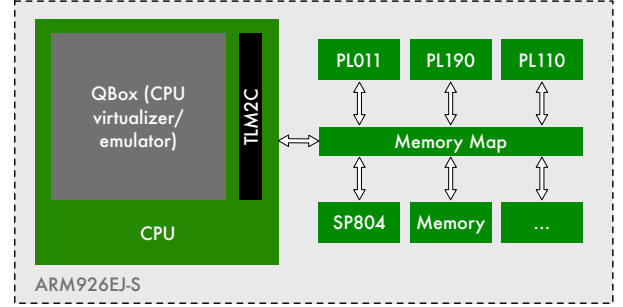 QBox (CPU
virtualizer/
emulator)
TLM2C
CPU
PL011
PL190
PL110
Memory Map
SP804
Memory
...
ARM926EJ-S